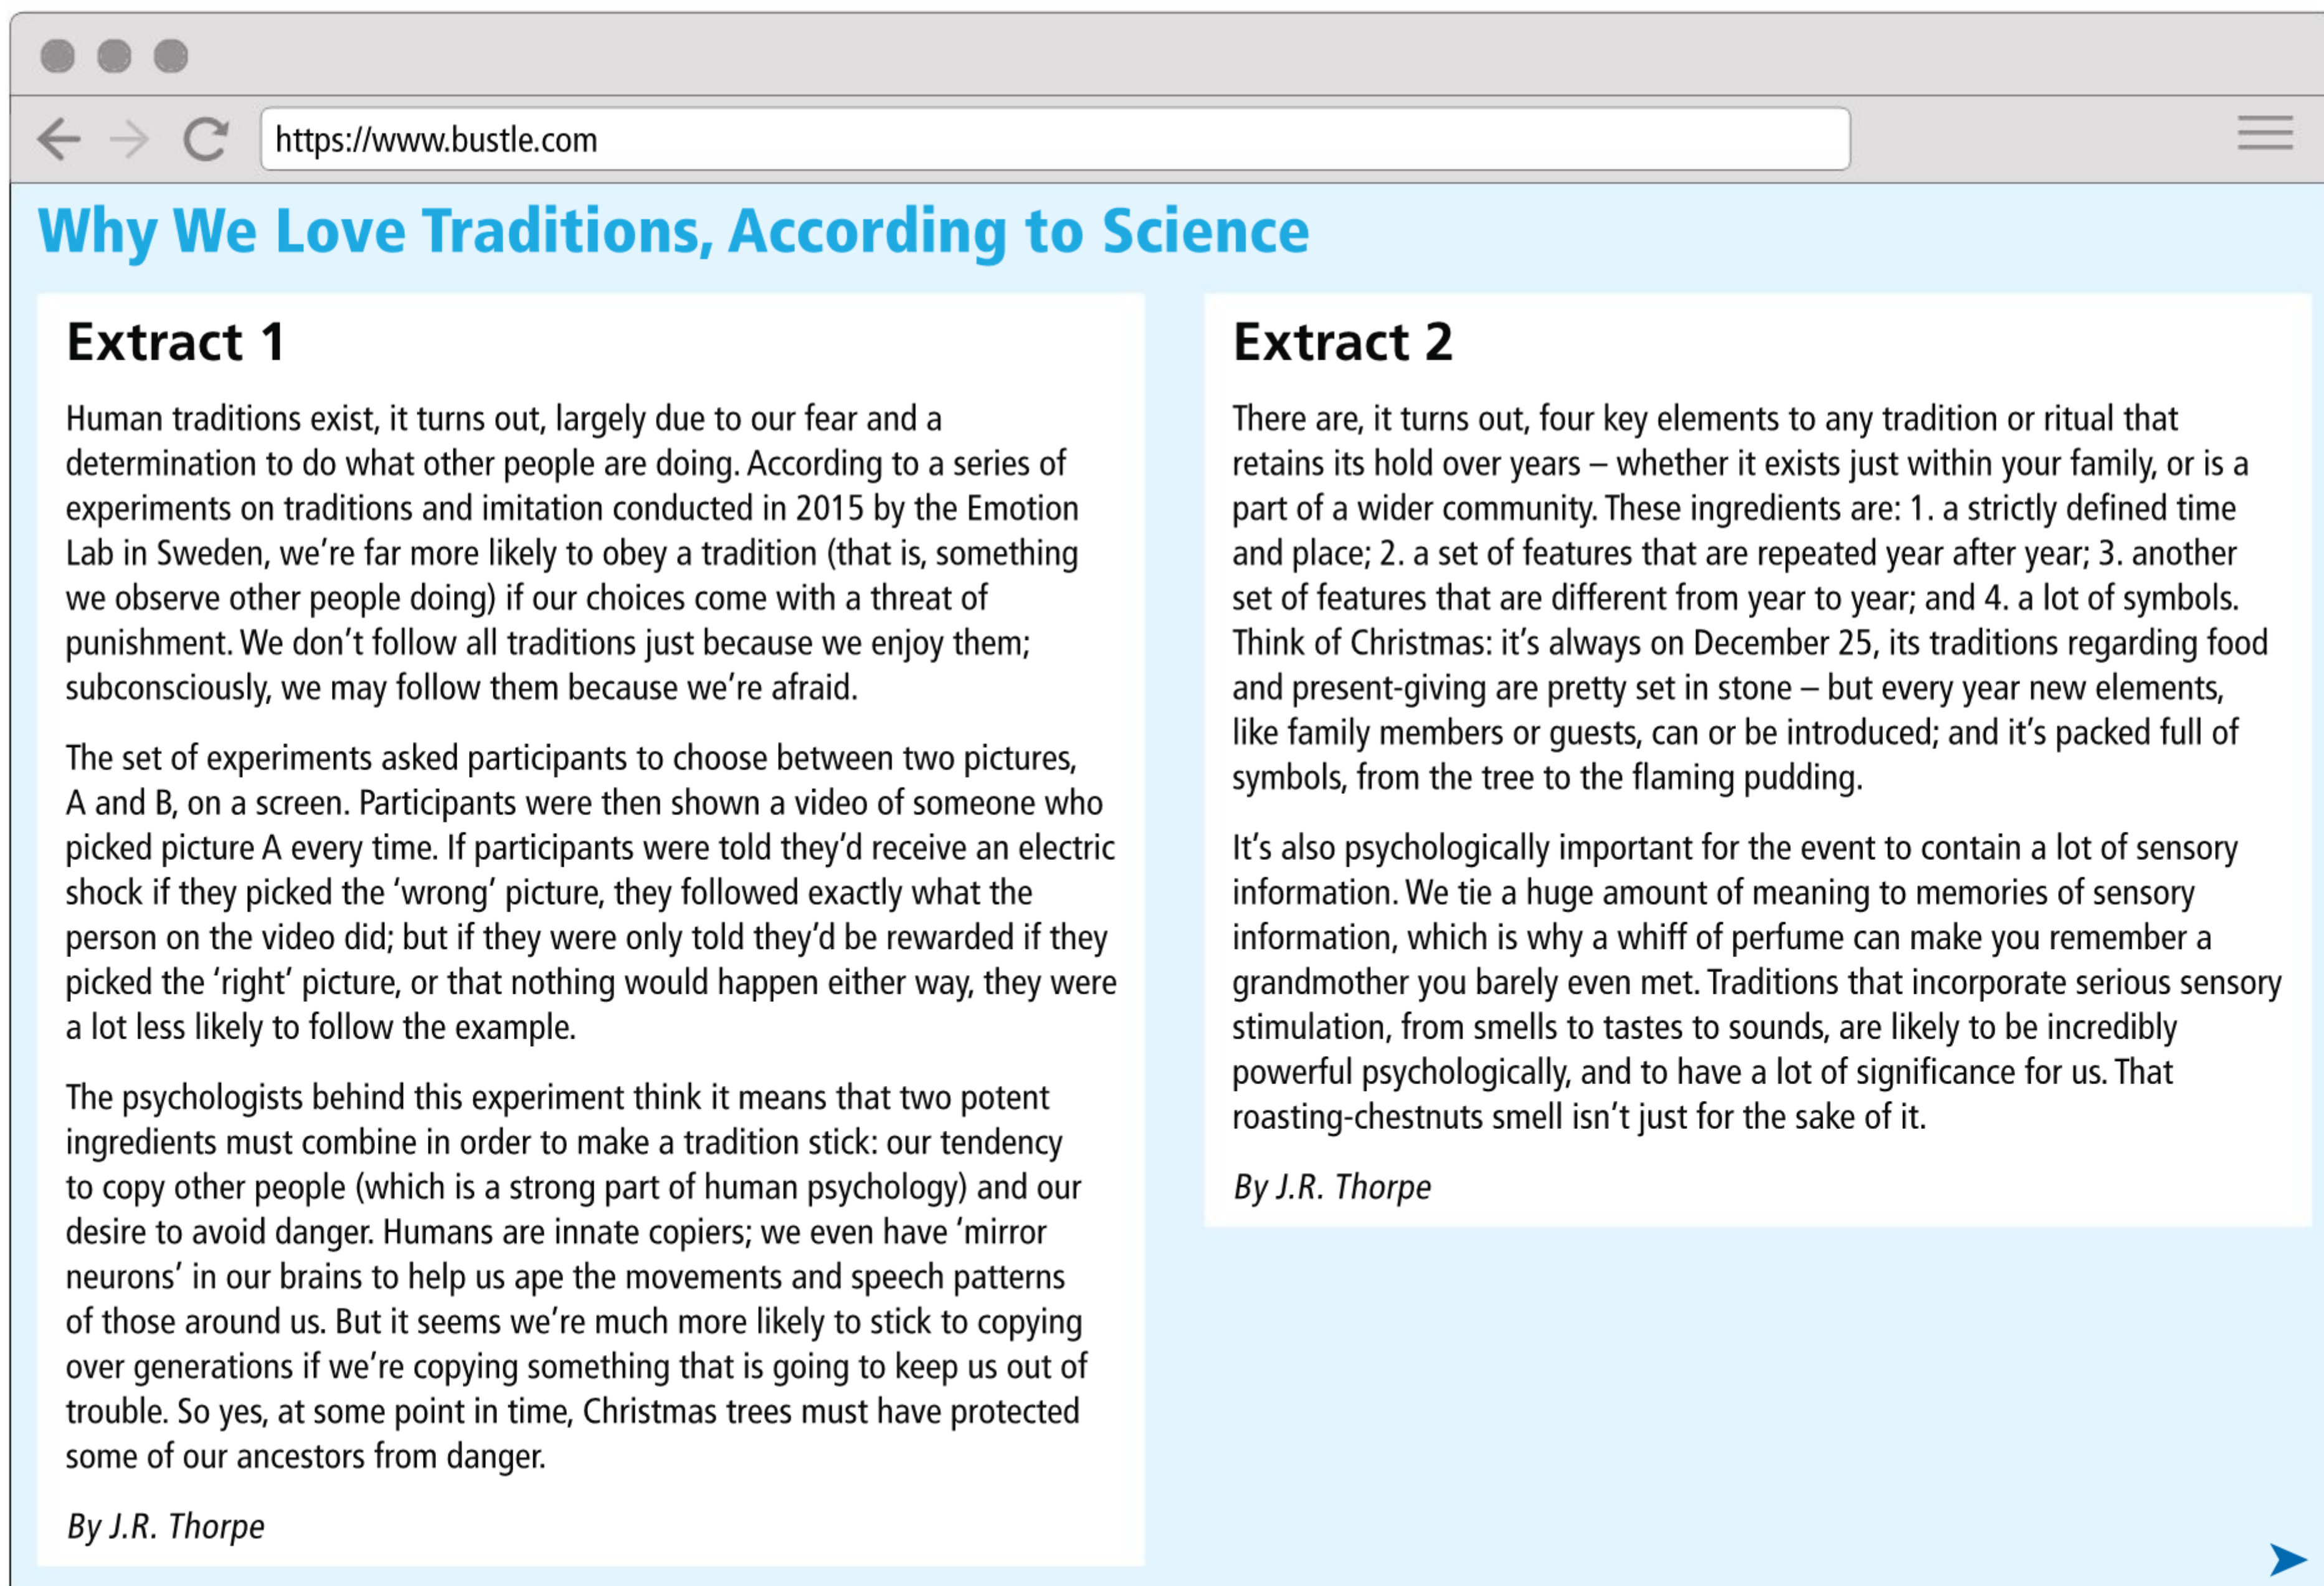 https://www.bustle.com
Why We Love Traditions, According to Science
Extract 1
Human traditions exist, it turns out, largely due to our fear and a
determination to do what other people are doing. According to a series of
experiments on traditions and imitation conducted in 2015 by the Emotion
Lab in Sweden, we're far more likely to obey a tradition (that is, something
we observe other people doing) if our choices come with a threat of
punishment. We don't follow all traditions just because we enjoy them;
subconsciously, we may follow them because we're afraid.
The set of experiments asked participants to choose between two pictures,
A and B, on a screen. Participants were then shown a video of someone who
picked picture A every time. If participants were told they'd receive an electric
shock if they picked the 'wrong' picture, they followed exactly what the
person on the video did; but if they were only told they'd be rewarded if they
picked the 'right' picture, or that nothing would happen either way, they were
a lot less likely to follow the example.
The psychologists behind this experiment think it means that two potent
ingredients must combine in order to make a tradition stick: our tendency
to copy other people (which is a strong part of human psychology) and our
desire to avoid danger. Humans are innate copiers; we even have 'mirror
neurons' in our brains to help us ape the movements and speech patterns
of those around us. But it seems we're much more likely to stick to copying
over generations if we're copying something that is going to keep us out of
trouble. So yes, at some point in time, Christmas trees must have protected
some of our ancestors from danger.
By J.R. Thorpe
Extract 2
There are, it turns out, four key elements to any tradition or ritual that
retains its hold over years – whether it exists just within your family, or is a
part of a wider community. These ingredients are: 1. a strictly defined time
and place; 2. a set of features that are repeated year after year; 3. another
set of features that are different from year to year; and 4. a lot of symbols.
Think of Christmas: it's always on December 25, its traditions regarding food
and present-giving are pretty set in stone – but every year new elements,
like family members or guests, can or be introduced; and it's packed full of
symbols, from the tree to the flaming pudding.
It's also psychologically important for the event to contain a lot of sensory
information. We tie a huge amount of meaning to memories of sensory
information, which is why a whiff of perfume can make you remember a
grandmother you barely even met. Traditions that incorporate serious sensory
stimulation, from smells to tastes to sounds, are likely to be incredibly
powerful psychologically, and to have a lot of significance for us. That
roasting-chestnuts smell isn't just for the sake of it.
By J.R. Thorpe